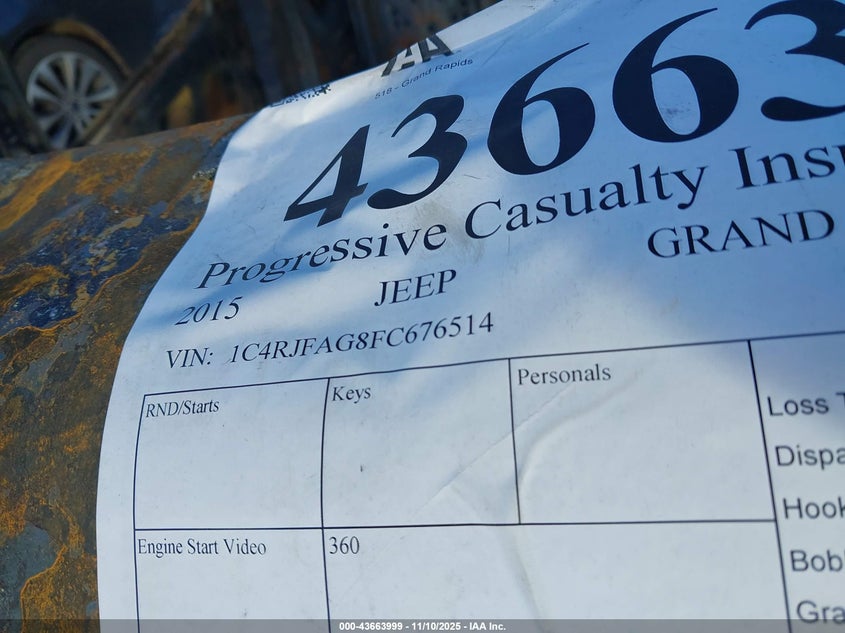 IAA
518 - Grand Rapids
43663
Progressive Casualty Ins
2015 JEEP GRAND
VIN: 1C4RJFAG8FC676514
RND/Starts Keys Personals
Loss
Dispa
Hook
Engine Start Video 360
Bobl
Gra
000-43663999 - 11/10/2025 - IAA Inc.